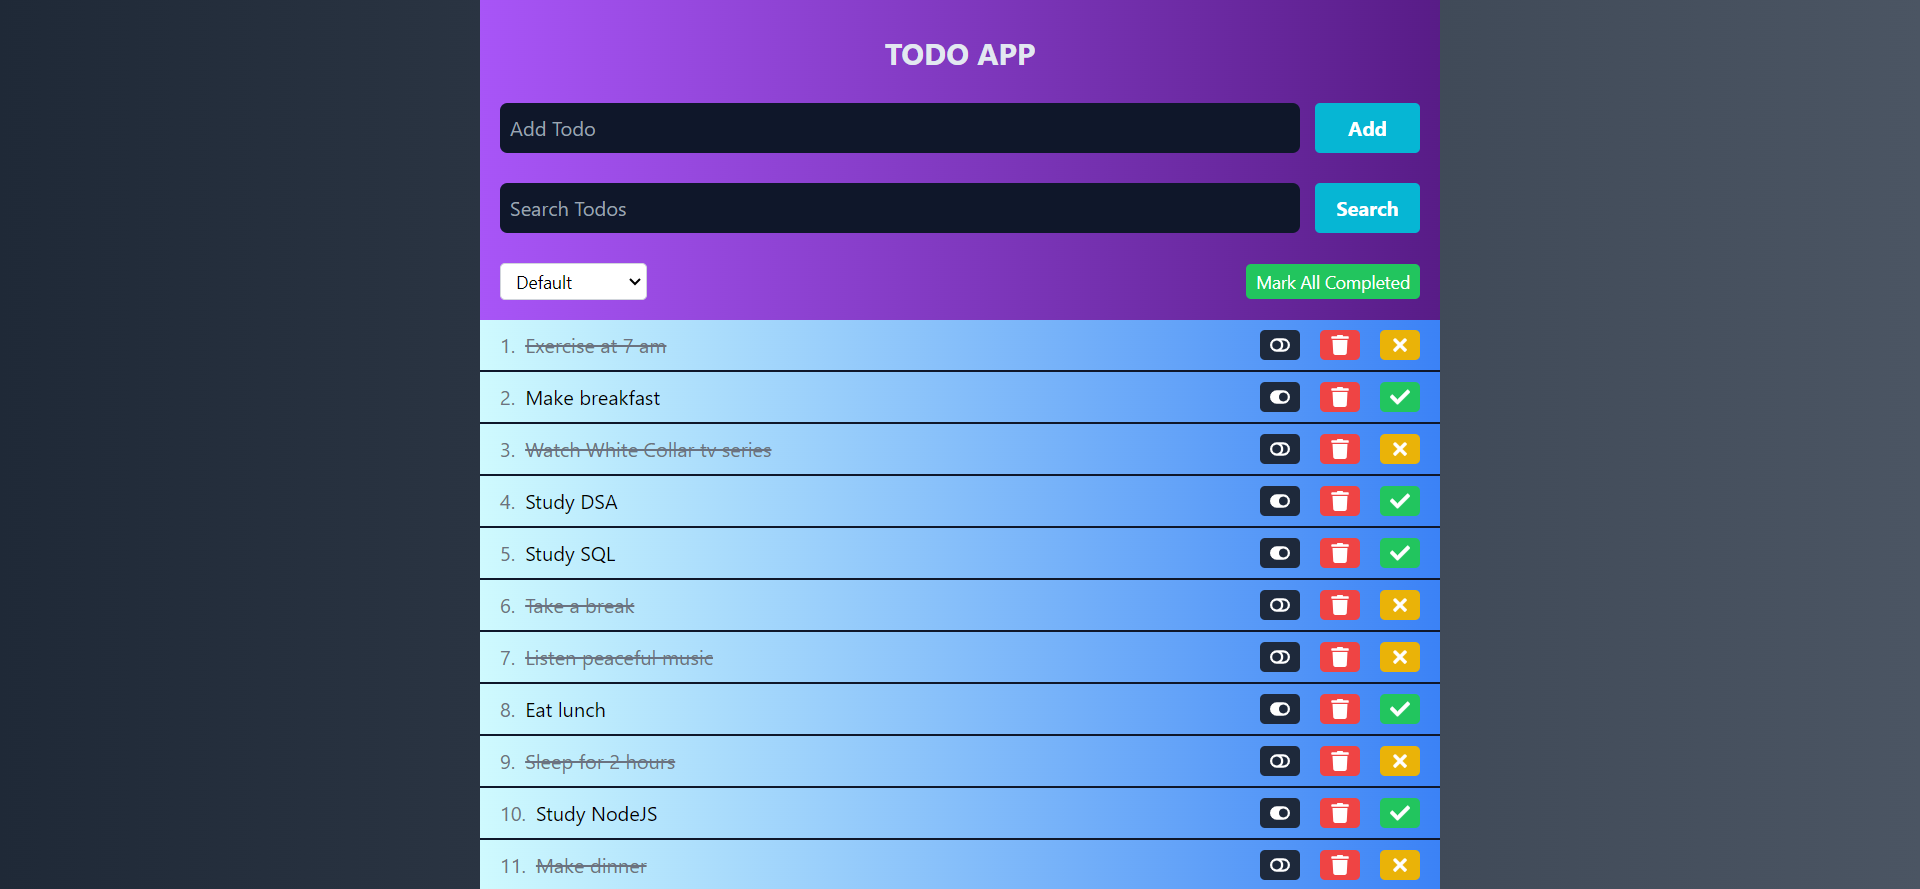 TODO APP
Add Todo
Add
Search Todos
Search
Default
Mark All Completed
1. Exercise at 7 am
2. Make breakfast
3. Watch White Collar tv series
4. Study DSA
5. Study SQL
6. Take a break
7. Listen peaceful music
8. Eat lunch
9. Sleep for 2 hours
10. Study NodeJS
11. Make dinner